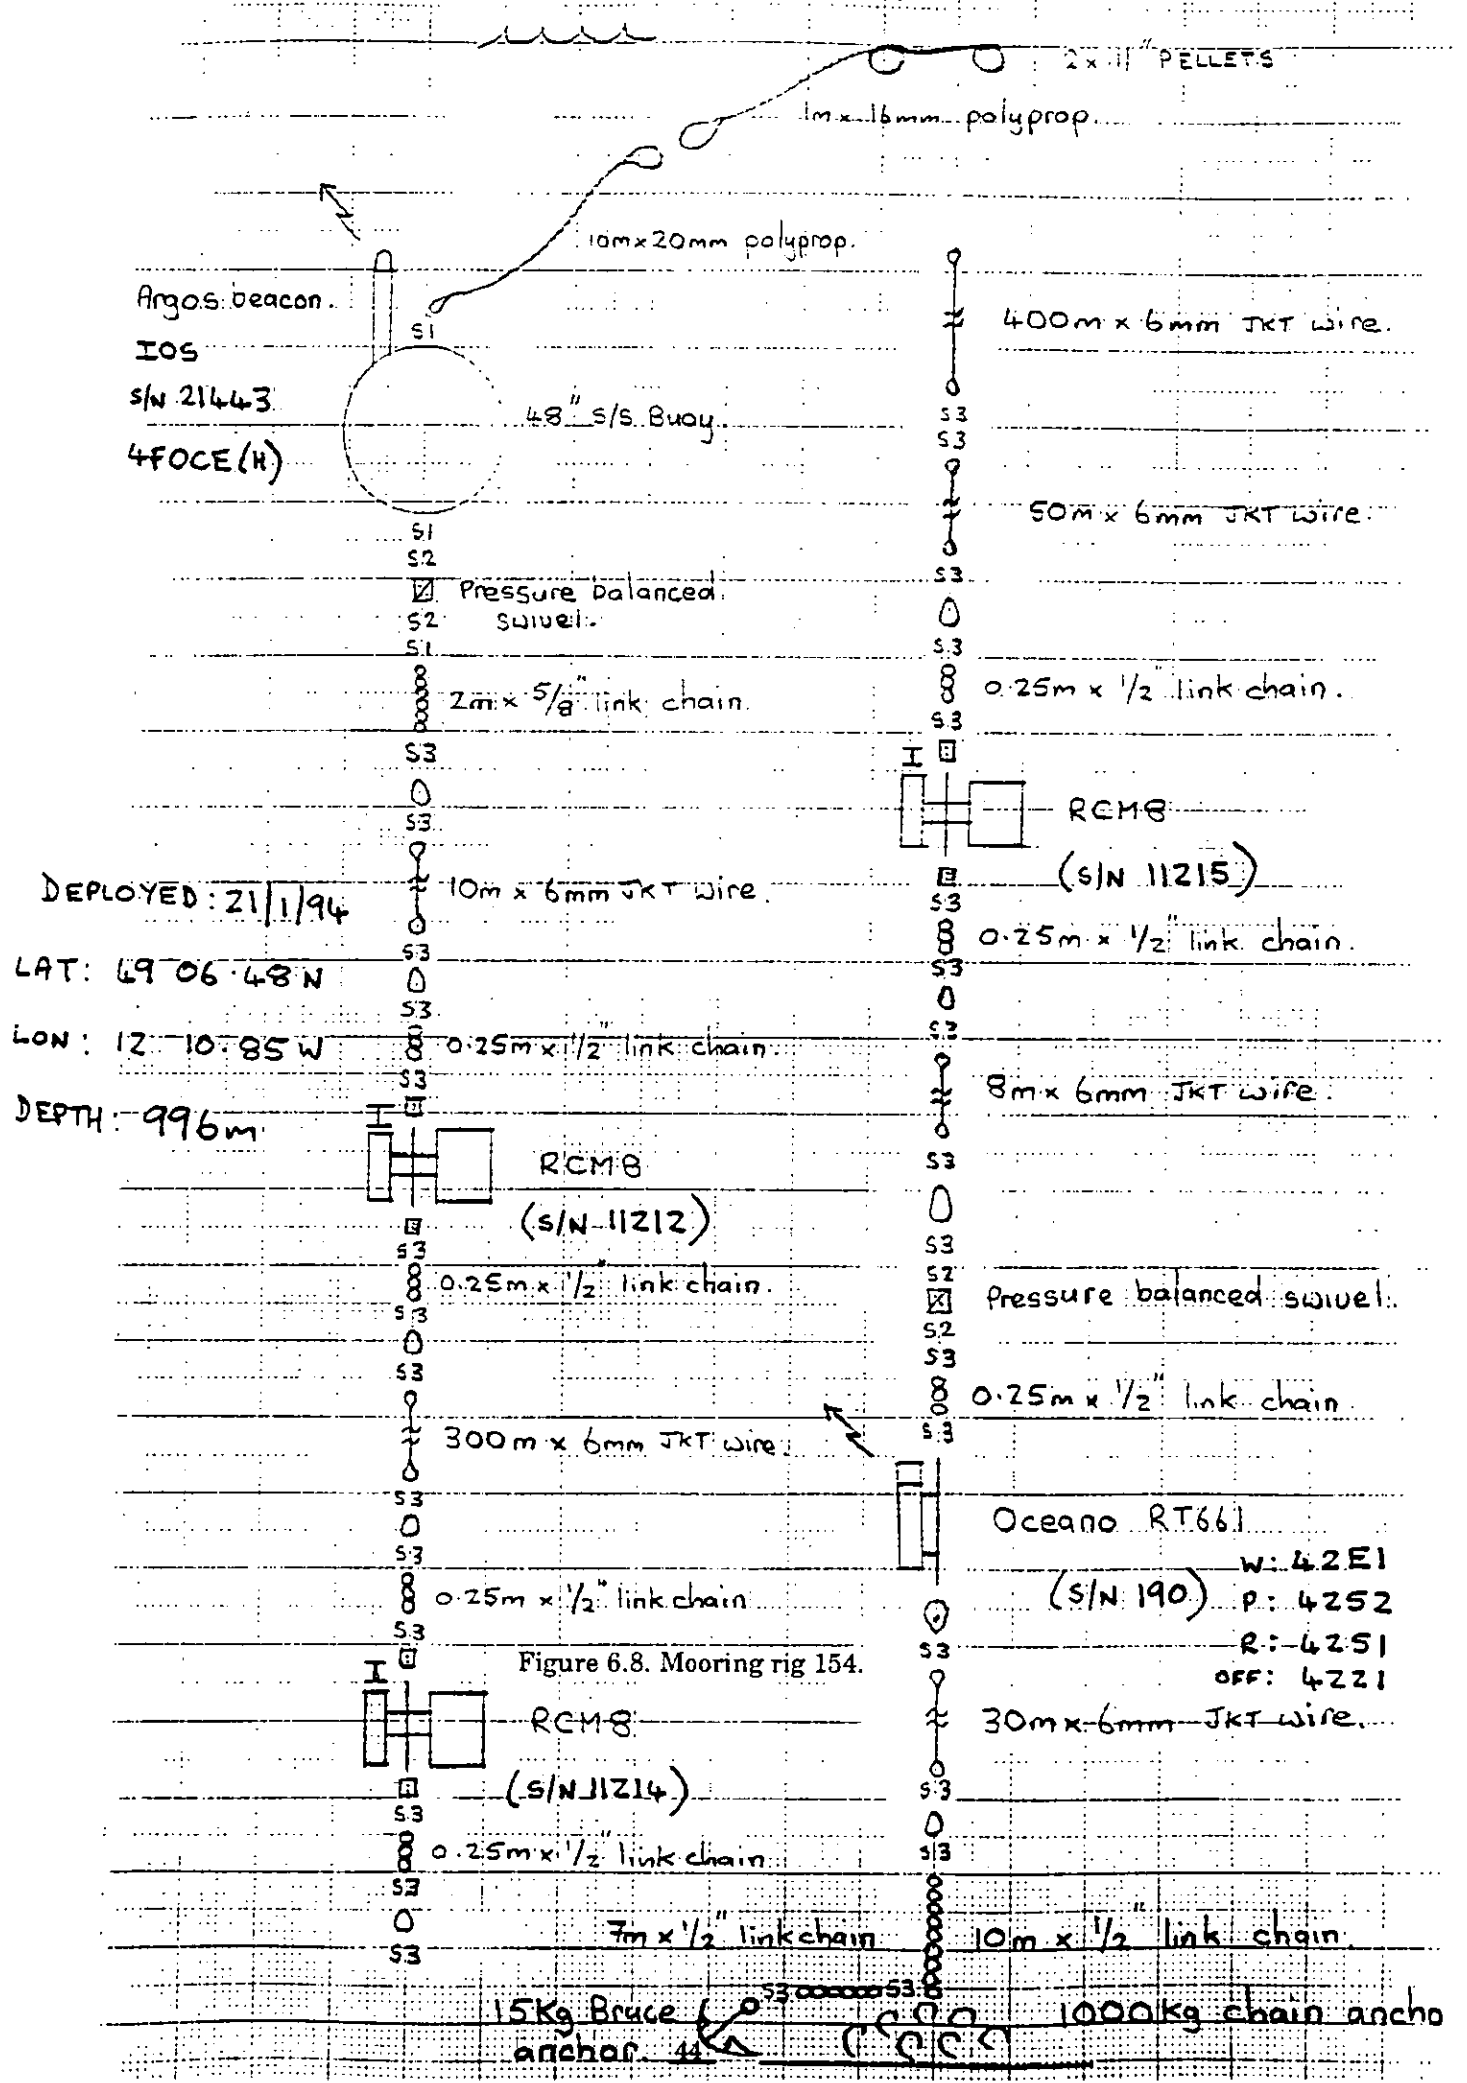 2 x 11" PELLETS
1m x 16mm polyprop.
10m x 20mm polyprop.
Argos beacon.
IOS
S/N 21443
4F0CE(H)
S1
48" S/S Buoy.
S1
S2
Pressure balanced
swivel.
S2
S1
2m x 5/8" link chain.
S3
S3
10m x 6mm JKT wire.
DEPLOYED: 21/1/94
S3
LAT: 49 06.48 N
S3
LON: 12 10.85 W
0.25m x 1/2" link chain.
S3
DEPTH: 996m
RCM8
(S/N 11212)
S3
0.25m x 1/2" link chain.
S3
S3
300m x 6mm JKT wire.
S3
S3
0.25m x 1/2" link chain
S3
Figure 6.8. Mooring rig 154.
RCM8
(S/N 11214)
S3
0.25m x 1/2" link chain
S3
S3
400m x 6mm JKT wire.
S3
S3
50m x 6mm JKT wire.
S3
S3
0.25m x 1/2" link chain.
S3
RCM8
(S/N 11215)
S3
0.25m x 1/2" link chain.
S3
S3
8m x 6mm JKT wire.
S3
S3
S2
Pressure balanced swivel.
S2
S3
0.25m x 1/2" link chain
S3
Oceano RT661
W: 42E1
(S/N 190) P: 4252
R: 4251
OFF: 4221
S3
30m x 6mm JKT wire.
S3
S3
7m x 1/2" link chain
10m x 1/2" link chain.
S3 S3
15Kg Bruce
anchor.
1000kg chain ancho
44